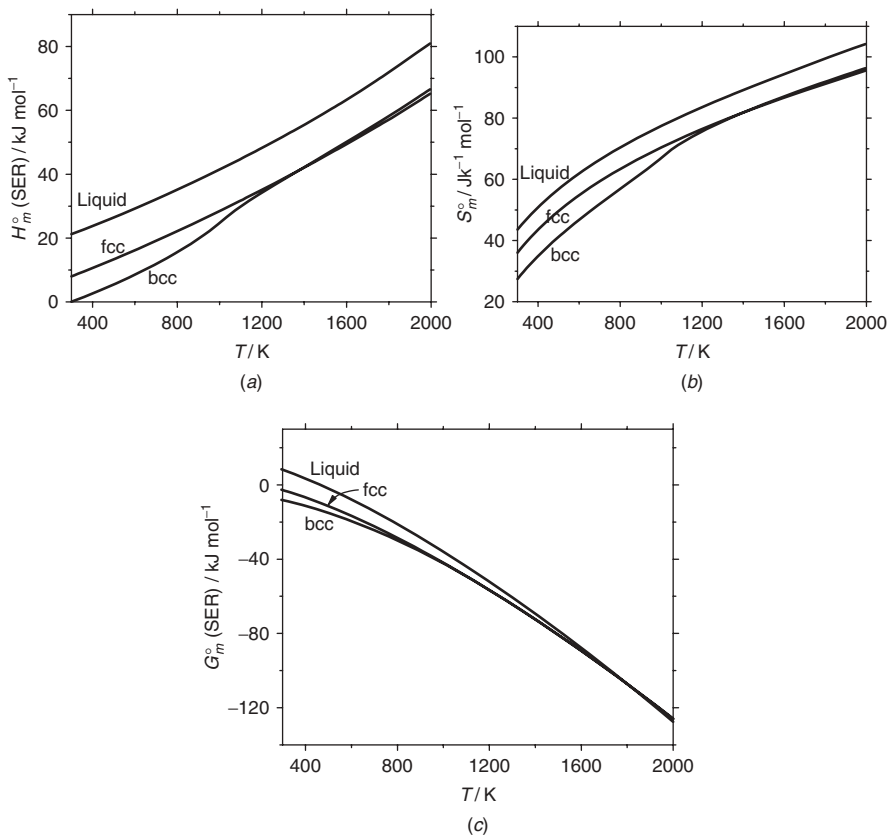 H°m (SER) / kJ mol⁻¹
80
60
40
20
0
Liquid
fcc
bcc
400 800 1200 1600 2000
T / K
(a)
S°m / Jk⁻¹ mol⁻¹
100
80
60
40
20
Liquid
fcc
bcc
400 800 1200 1600 2000
T / K
(b)
G°m (SER) / kJ mol⁻¹
0
−40
−80
−120
Liquid
fcc
bcc
400 800 1200 1600 2000
T / K
(c)